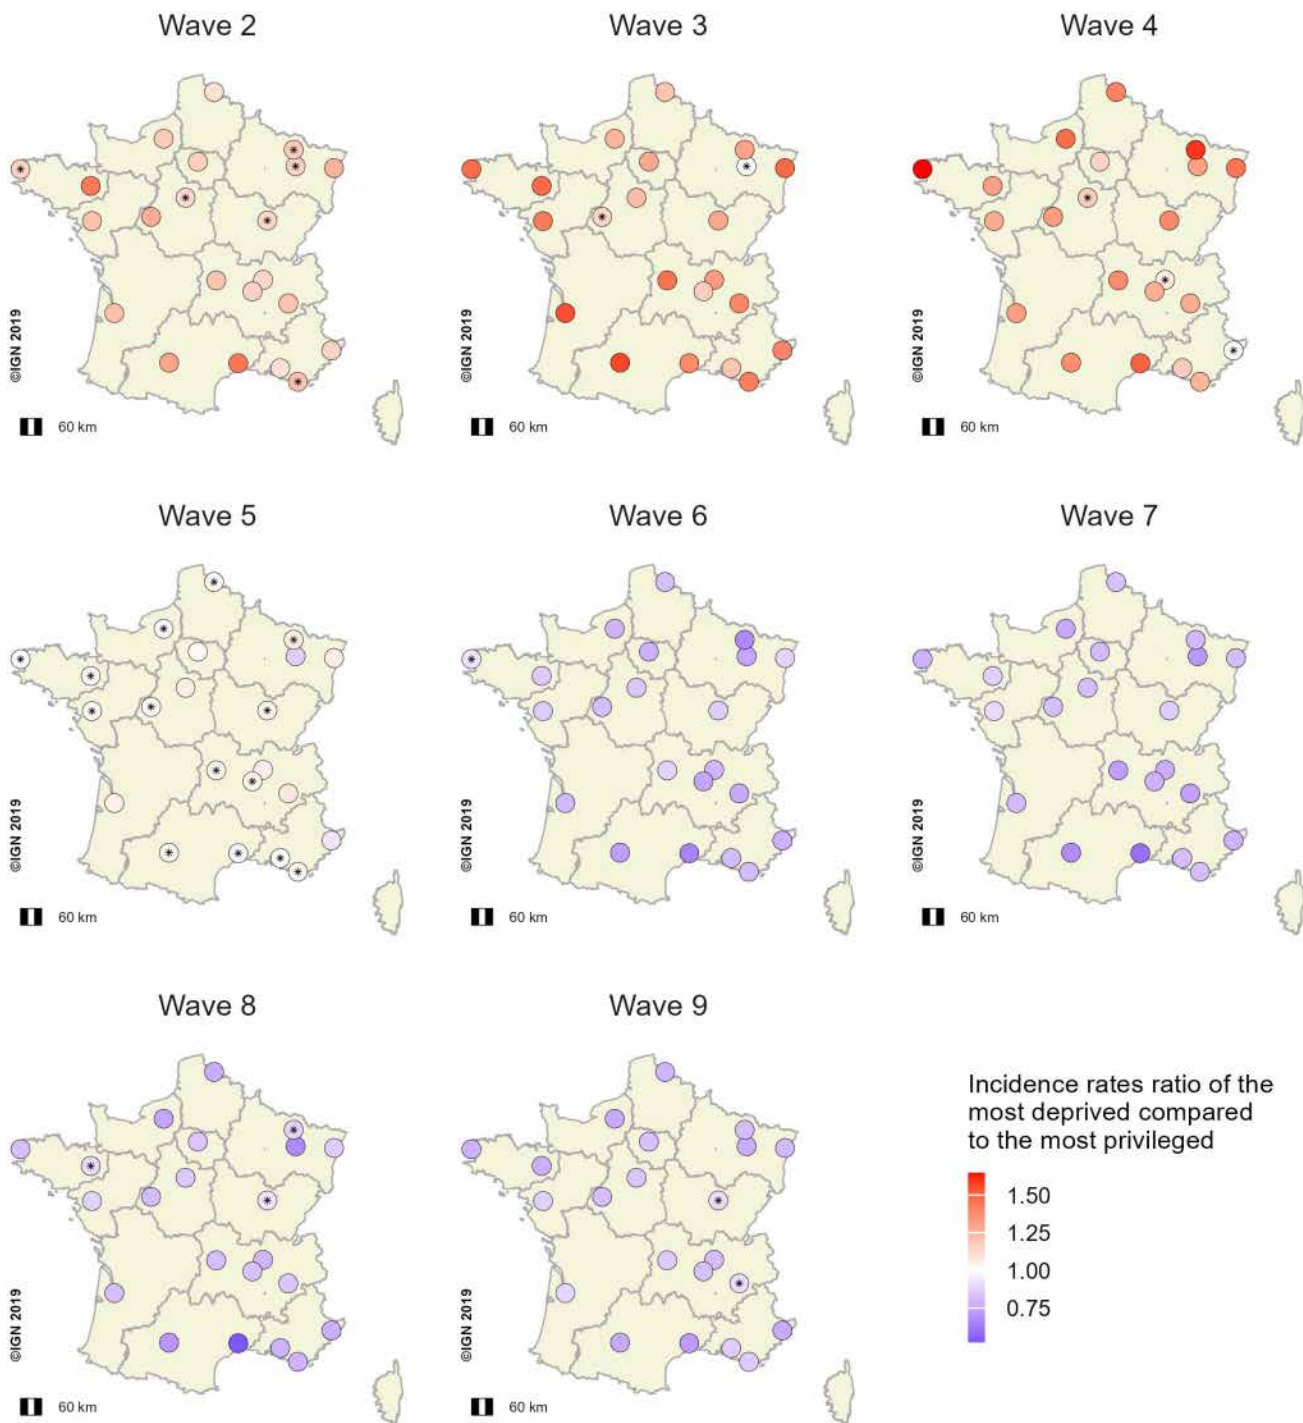 Wave 2
Wave 3
Wave 4
©IGN 2019
60 km
©IGN 2019
60 km
©IGN 2019
60 km
Wave 5
Wave 6
Wave 7
©IGN 2019
60 km
©IGN 2019
60 km
©IGN 2019
60 km
Wave 8
Wave 9
©IGN 2019
60 km
©IGN 2019
60 km
Incidence rates ratio of the
most deprived compared
to the most privileged
1.50
1.25
1.00
0.75